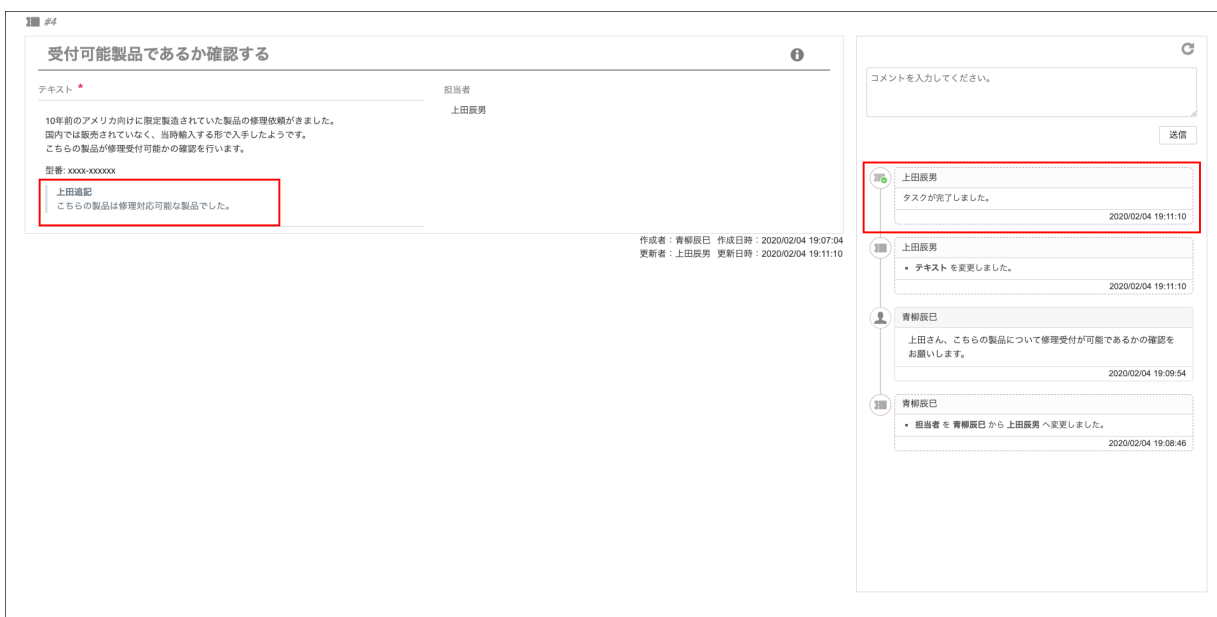 #4
受付可能製品であるか確認する
テキスト *
10年前のアメリカ向けに限定製造されていた製品の修理依頼がきました。
国内では販売されていなく、当時輸入する形で入手したようです。
こちらの製品が修理受付可能かの確認を行います。
型番: xxxx-xxxxxx
上田追記
こちらの製品は修理対応可能な製品でした。
担当者
上田辰男
作成者：青柳辰巳 作成日時：2020/02/04 19:07:04
更新者：上田辰男 更新日時：2020/02/04 19:11:10
コメントを入力してください。
送信
上田辰男
タスクが完了しました。
2020/02/04 19:11:10
上田辰男
• テキスト を変更しました。
2020/02/04 19:11:10
青柳辰巳
上田さん、こちらの製品について修理受付が可能であるかの確認を
お願いします。
2020/02/04 19:09:54
青柳辰巳
• 担当者 を 青柳辰巳 から 上田辰男 へ変更しました。
2020/02/04 19:08:46